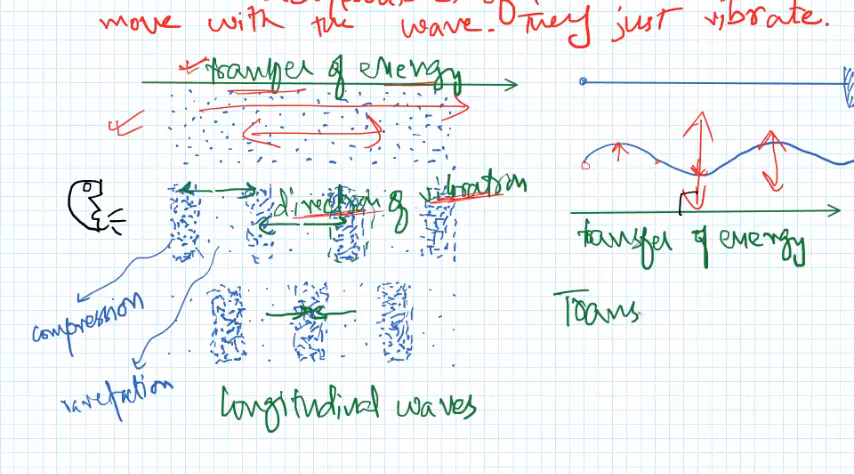 move with the wave. They just vibrate.
transfer of energy
direction of vibration
compression
rarefation
longitudinal waves
transfer of energy
Trans